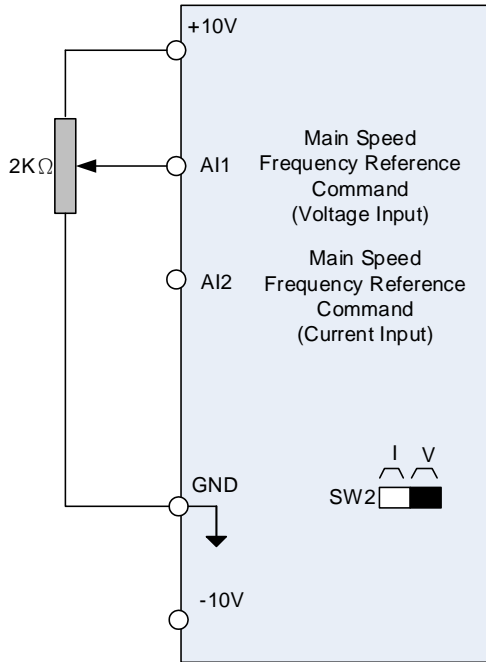 +10V
2KΩ
AI1
Main Speed
Frequency Reference
Command
(Voltage Input)
AI2
Main Speed
Frequency Reference
Command
(Current Input)
I V
SW2
GND
-10V